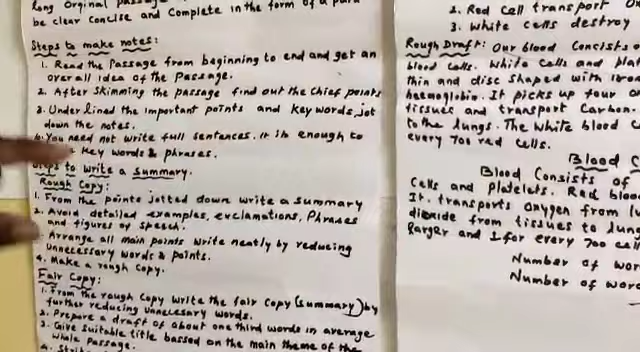 long Orginal Passage
be clear Concise and Complete in the form of a
Steps to make notes:
1. Read the Passage from beginning to end and get an
over all idea of the Passage.
2. After Skimming the passage find out the Chief points
3. Underlined the important points and key words, jot
down the notes.
4. You need not write full sentences. It is enough to
key words & phrases.
Steps to write a summary.
Rough Copy:
1. From the points jotted down write a summary
2. Avoid detailed examples, exclamations, Phrases
and figures of speech.
Arrange all main points write neatly by reducing
Unnecessary words & points.
4. Make a rough copy.
Fair Copy:
1. From the rough Copy write the fair copy (summary) by
further reducing unnecessary words.
2. Prepare a draft of about one third words in average
3. Give suitable title bassed on the main theme of the
whole Passage.
4.
2. Red cell transport
3. White cells destroy
Rough Draft: Our blood Concists
blood cells. White cells and
thin and disc shaped with
haemoglobin. It picks up
tissues and transport Carbon.
to the lungs. The white blood
every 700 red cells.
Blood
Blood Consists of
Cells and platelets. Red
It. transports Oxygen from
dioxide from tissues to
larger and 1 for every 700
Number of
Number of